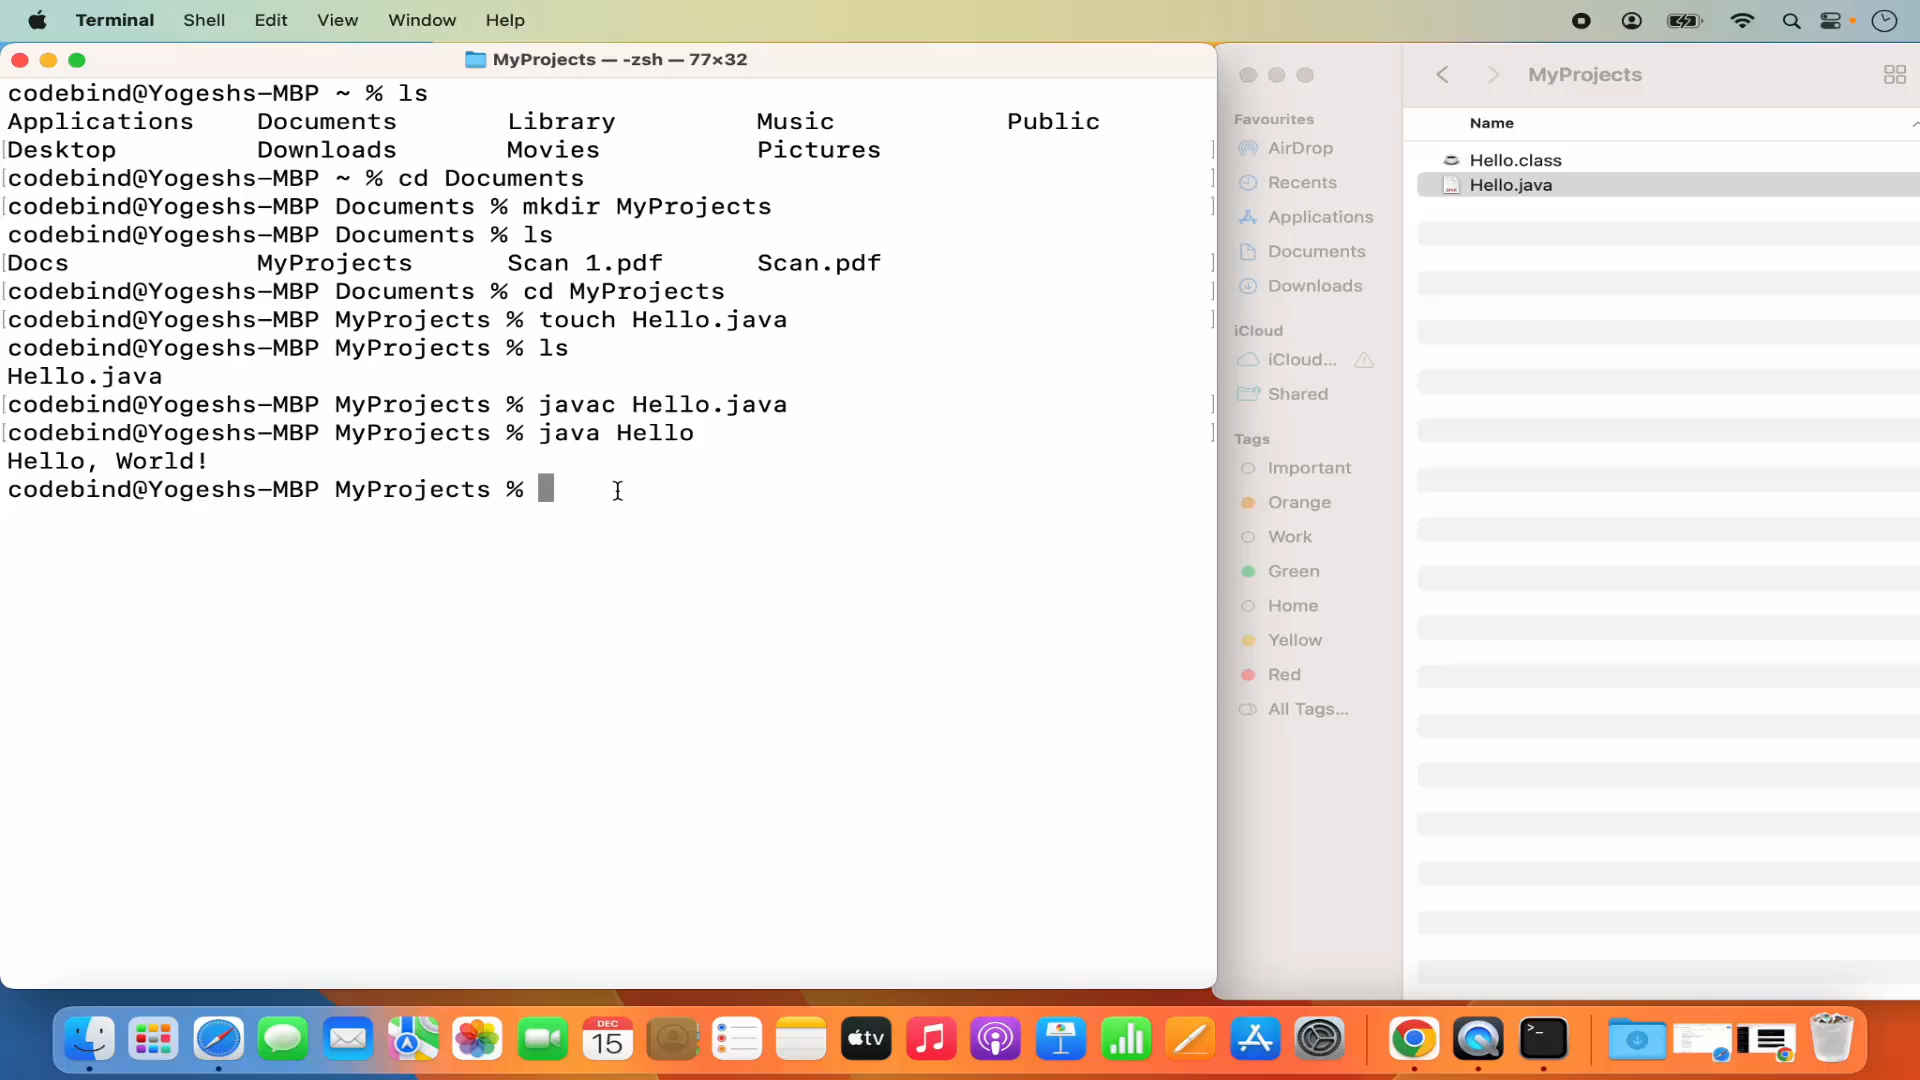 Terminal Shell Edit View Window Help
MyProjects — -zsh — 77×32
codebind@Yogeshs-MBP ~ % ls
Applications Documents Library Music Public
Desktop Downloads Movies Pictures
codebind@Yogeshs-MBP ~ % cd Documents
codebind@Yogeshs-MBP Documents % mkdir MyProjects
codebind@Yogeshs-MBP Documents % ls
Docs MyProjects Scan 1.pdf Scan.pdf
codebind@Yogeshs-MBP Documents % cd MyProjects
codebind@Yogeshs-MBP MyProjects % touch Hello.java
codebind@Yogeshs-MBP MyProjects % ls
Hello.java
codebind@Yogeshs-MBP MyProjects % javac Hello.java
codebind@Yogeshs-MBP MyProjects % java Hello
Hello, World!
codebind@Yogeshs-MBP MyProjects %
Favourites
AirDrop
Recents
Applications
Documents
Downloads
iCloud
iCloud...
Shared
Tags
Important
Orange
Work
Green
Home
Yellow
Red
All Tags...
MyProjects
Name
Hello.class
Hello.java
DEC
15
tv
>_